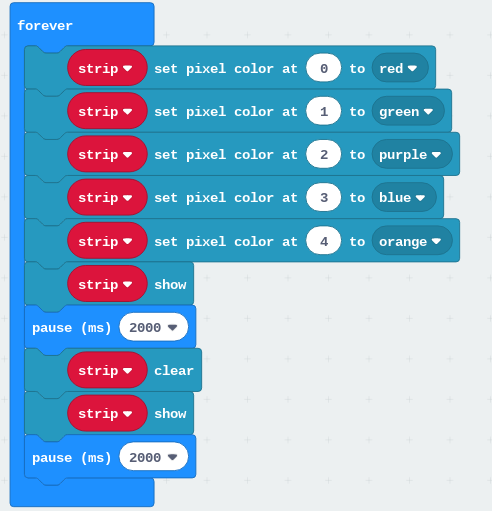 forever
strip set pixel color at 0 to red
strip set pixel color at 1 to green
strip set pixel color at 2 to purple
strip set pixel color at 3 to blue
strip set pixel color at 4 to orange
strip show
pause (ms) 2000
strip clear
strip show
pause (ms) 2000